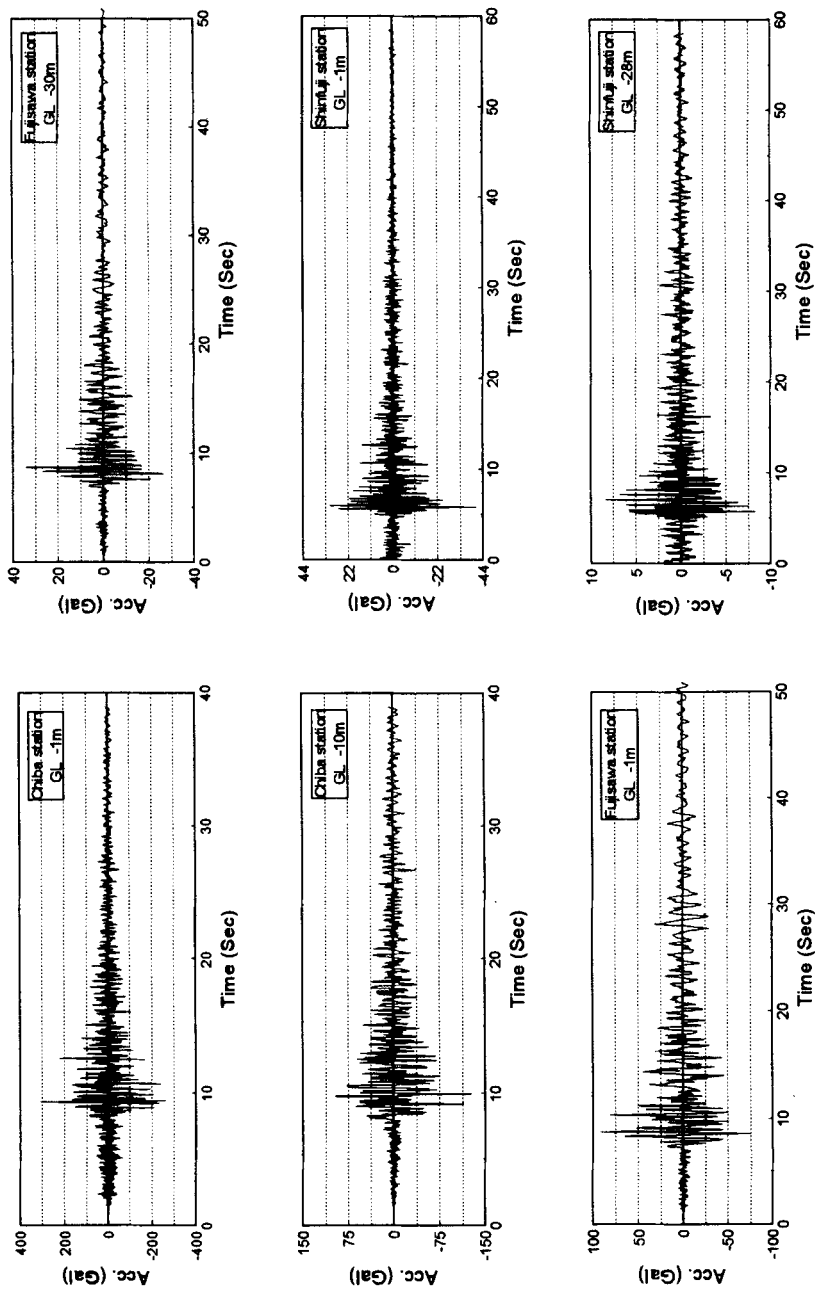 Chiba station
GL -1m
Acc. (Gal)
400
200
0
-200
-400
0
10
20
30
40
Time (Sec)
Fujisawa station
GL -30m
Acc. (Gal)
40
20
0
-20
-40
0
10
20
30
40
50
Time (Sec)
Chiba station
GL -10m
Acc. (Gal)
150
75
0
-75
-150
0
10
20
30
40
Time (Sec)
Shinfuji station
GL -1m
Acc. (Gal)
44
22
0
-22
-44
0
10
20
30
40
50
60
Time (Sec)
Fujisawa station
GL -1m
Acc. (Gal)
100
50
0
-50
-100
0
10
20
30
40
50
Time (Sec)
Shinfuji station
GL -28m
Acc. (Gal)
10
5
0
-5
-10
0
10
20
30
40
50
60
Time (Sec)